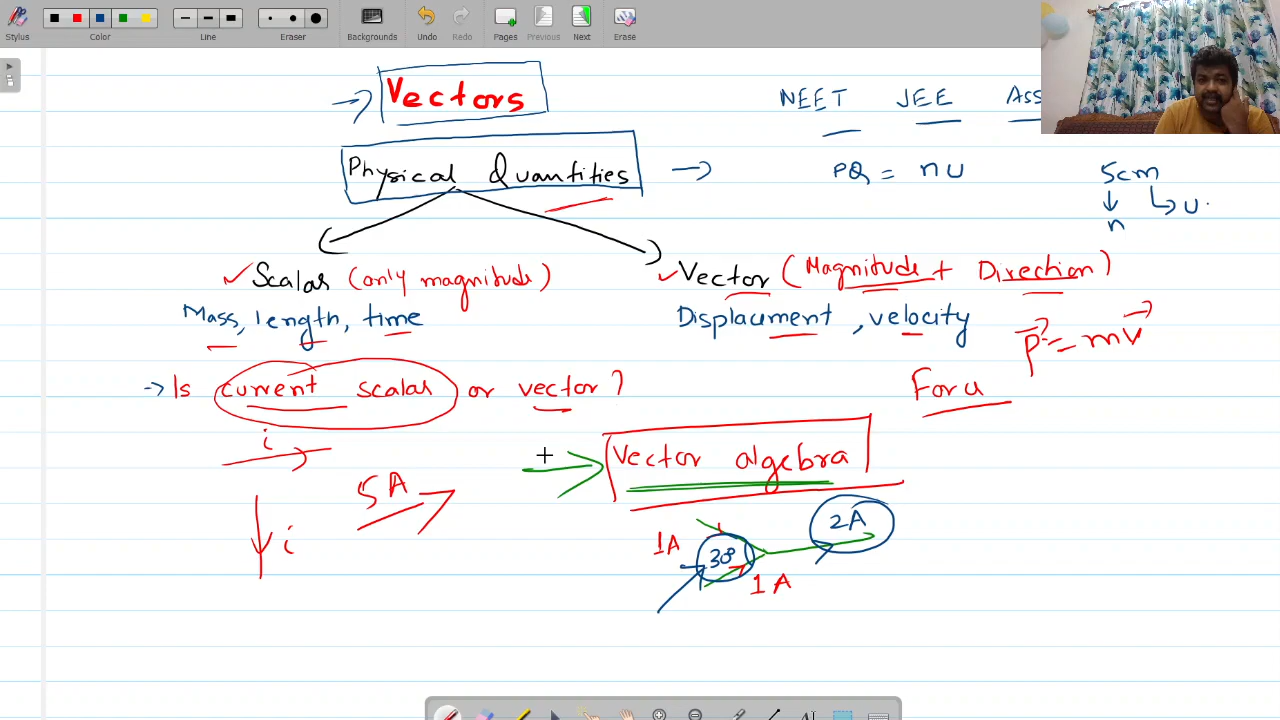 Stylus Color Line Eraser Backgrounds Undo Redo Pages Previous Next Erase
→ Vectors
NEET JEE Ass
Physical Quantities → PQ = nu
5cm
n u
Scalar (only magnitude)
Vector (Magnitude + Direction)
Mass, length, time
Displacement, velocity
p = mv
→ Is current scalar or vector?
i
5A
i
Vector algebra
1A 30° 1A 2A